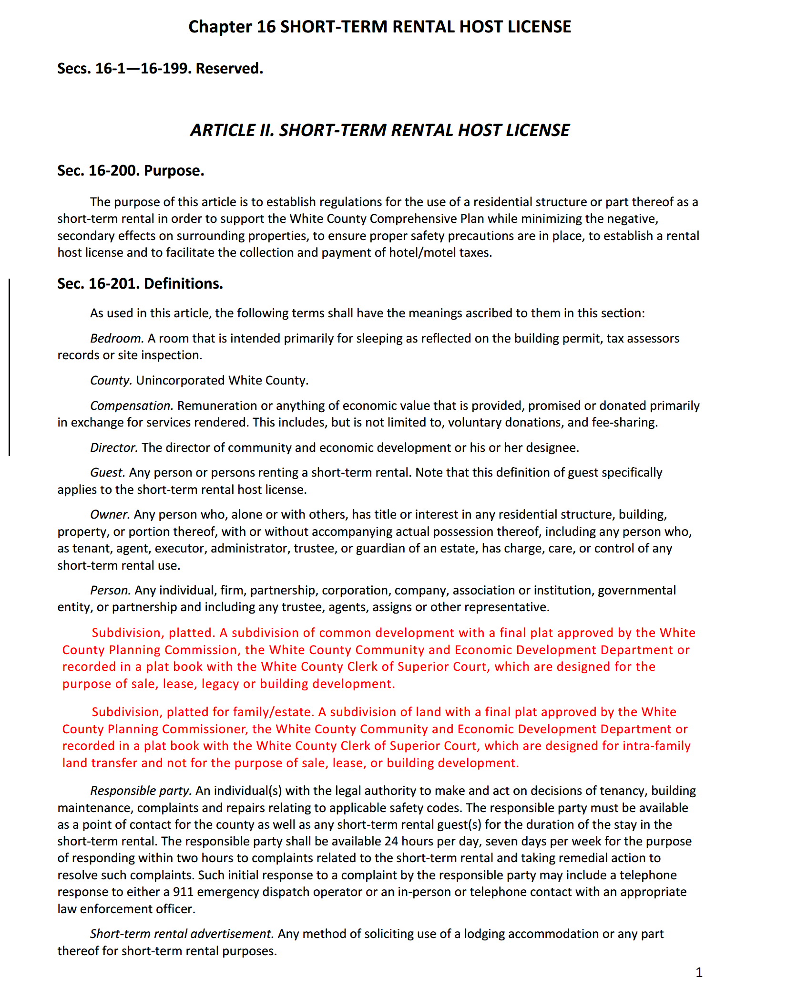 Chapter 16 SHORT-TERM RENTAL HOST LICENSE
Secs. 16-1—16-199. Reserved.
ARTICLE II. SHORT-TERM RENTAL HOST LICENSE
Sec. 16-200. Purpose.
The purpose of this article is to establish regulations for the use of a residential structure or part thereof as a
short-term rental in order to support the White County Comprehensive Plan while minimizing the negative,
secondary effects on surrounding properties, to ensure proper safety precautions are in place, to establish a rental
host license and to facilitate the collection and payment of hotel/motel taxes.
Sec. 16-201. Definitions.
As used in this article, the following terms shall have the meanings ascribed to them in this section:
Bedroom. A room that is intended primarily for sleeping as reflected on the building permit, tax assessors
records or site inspection.
County. Unincorporated White County.
Compensation. Remuneration or anything of economic value that is provided, promised or donated primarily
in exchange for services rendered. This includes, but is not limited to, voluntary donations, and fee-sharing.
Director. The director of community and economic development or his or her designee.
Guest. Any person or persons renting a short-term rental. Note that this definition of guest specifically
applies to the short-term rental host license.
Owner. Any person who, alone or with others, has title or interest in any residential structure, building,
property, or portion thereof, with or without accompanying actual possession thereof, including any person who,
as tenant, agent, executor, administrator, trustee, or guardian of an estate, has charge, care, or control of any
short-term rental use.
Person. Any individual, firm, partnership, corporation, company, association or institution, governmental
entity, or partnership and including any trustee, agents, assigns or other representative.
Subdivision, platted. A subdivision of common development with a final plat approved by the White
County Planning Commission, the White County Community and Economic Development Department or
recorded in a plat book with the White County Clerk of Superior Court, which are designed for the
purpose of sale, lease, legacy or building development.
Subdivision, platted for family/estate. A subdivision of land with a final plat approved by the White
County Planning Commissioner, the White County Community and Economic Development Department or
recorded in a plat book with the White County Clerk of Superior Court, which are designed for intra-family
land transfer and not for the purpose of sale, lease, or building development.
Responsible party. An individual(s) with the legal authority to make and act on decisions of tenancy, building
maintenance, complaints and repairs relating to applicable safety codes. The responsible party must be available
as a point of contact for the county as well as any short-term rental guest(s) for the duration of the stay in the
short-term rental. The responsible party shall be available 24 hours per day, seven days per week for the purpose
of responding within two hours to complaints related to the short-term rental and taking remedial action to
resolve such complaints. Such initial response to a complaint by the responsible party may include a telephone
response to either a 911 emergency dispatch operator or an in-person or telephone contact with an appropriate
law enforcement officer.
Short-term rental advertisement. Any method of soliciting use of a lodging accommodation or any part
thereof for short-term rental purposes.
1